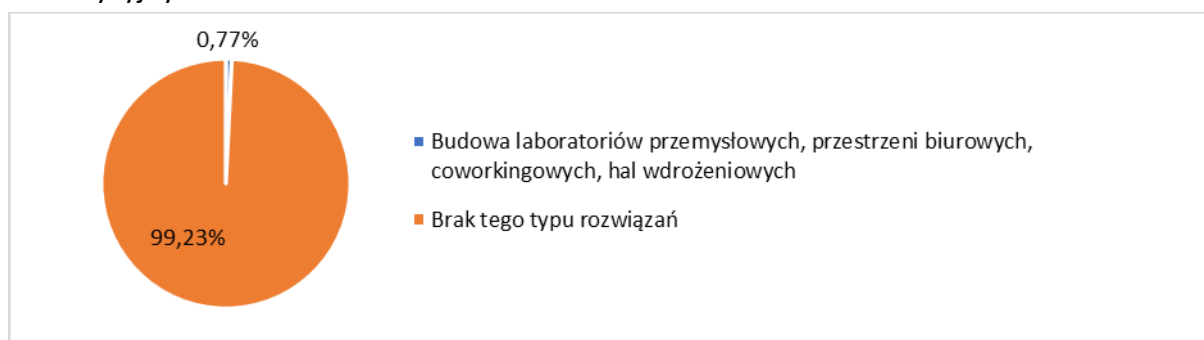 0,77%
Budowa laboratoriów przemysłowych, przestrzeni biurowych,
coworkingowych, hal wdrożeniowych
Brak tego typu rozwiązań
99,23%